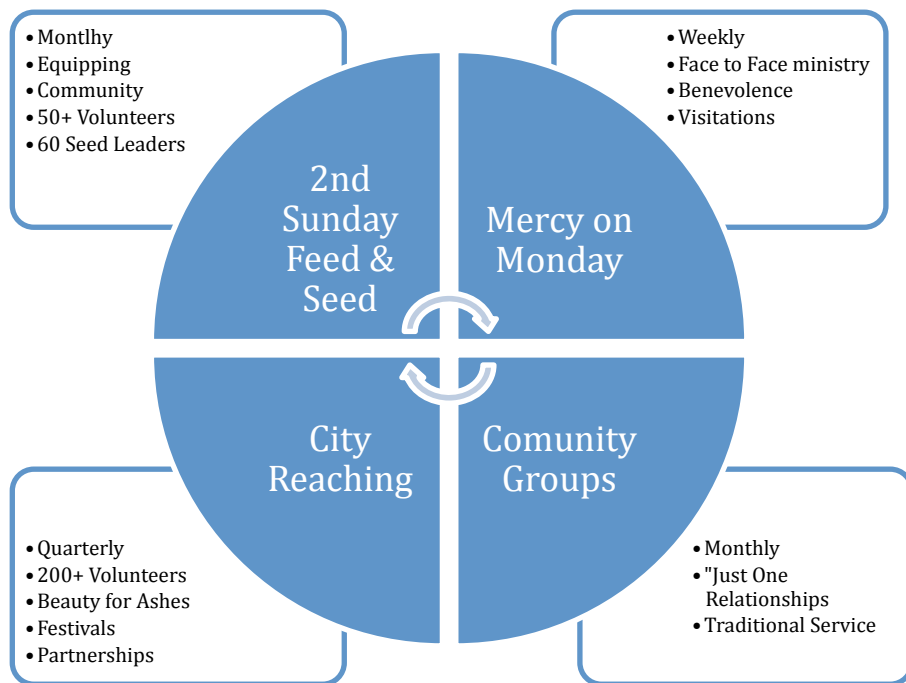 • Montlhy
• Equipping
• Community
• 50+ Volunteers
• 60 Seed Leaders
2nd
Sunday
Feed &
Seed
• Weekly
• Face to Face ministry
• Benevolence
• Visitations
Mercy on
Monday
City
Reaching
• Quarterly
• 200+ Volunteers
• Beauty for Ashes
• Festivals
• Partnerships
Comunity
Groups
• Monthly
• "Just One
Relationships
• Traditional Service